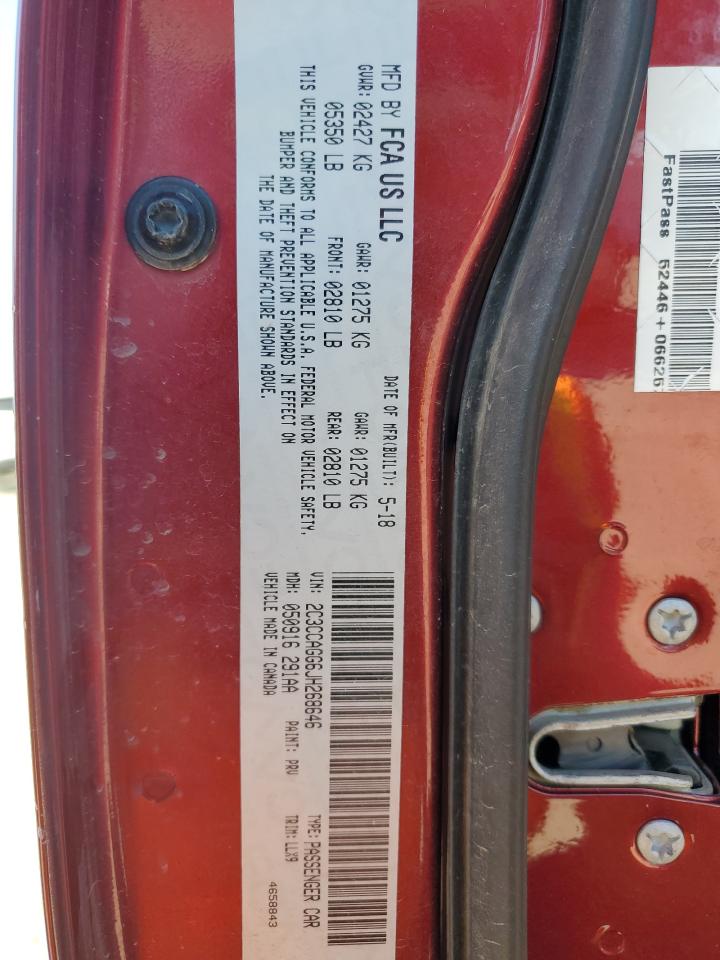 MFD BY FCA US LLC
DATE OF MFR(BUILT): 5-18
GVWR: 02427 KG GAWR: 01275 KG GAWR: 01275 KG
05350 LB FRONT: 02810 LB REAR: 02810 LB
THIS VEHICLE CONFORMS TO ALL APPLICABLE U.S.A. FEDERAL MOTOR VEHICLE SAFETY,
BUMPER AND THEFT PREVENTION STANDARDS IN EFFECT ON
THE DATE OF MANUFACTURE SHOWN ABOVE.
VIN: 2C3CCAGG6JH268646 TYPE: PASSENGER CAR
MDH: 050916 291AA PAINT: PRV TRIM: LLX9
VEHICLE MADE IN CANADA 4658843
FastPass 52446+06626